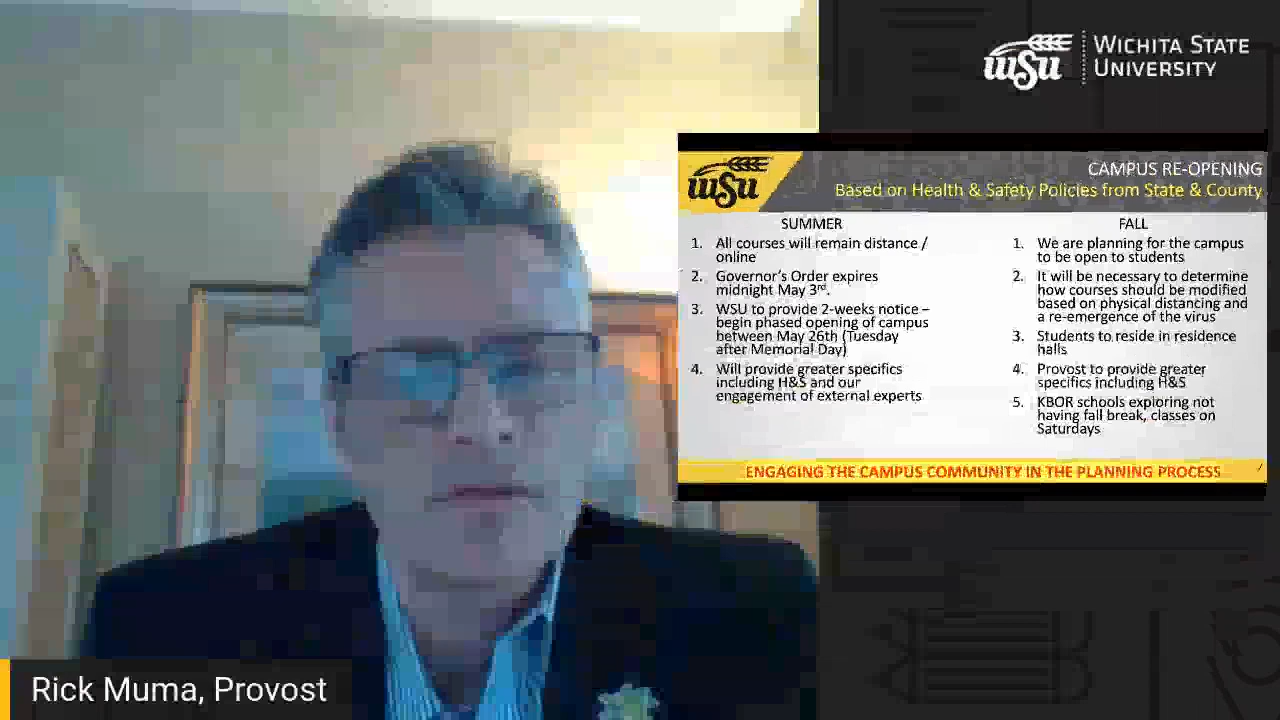 wsu
WICHITA STATE
UNIVERSITY
wsu
CAMPUS RE-OPENING
Based on Health & Safety Policies from State & County
SUMMER
1. All courses will remain distance /
online
2. Governor's Order expires
midnight May 3rd.
3. WSU to provide 2-weeks notice –
begin phased opening of campus
between May 26th (Tuesday
after Memorial Day)
4. Will provide greater specifics
including H&S and our
engagement of external experts
FALL
1. We are planning for the campus
to be open to students
2. It will be necessary to determine
how courses should be modified
based on physical distancing and
a re-emergence of the virus
3. Students to reside in residence
halls
4. Provost to provide greater
specifics including H&S
5. KBOR schools exploring not
having fall break, classes on
Saturdays
ENGAGING THE CAMPUS COMMUNITY IN THE PLANNING PROCESS
Rick Muma, Provost